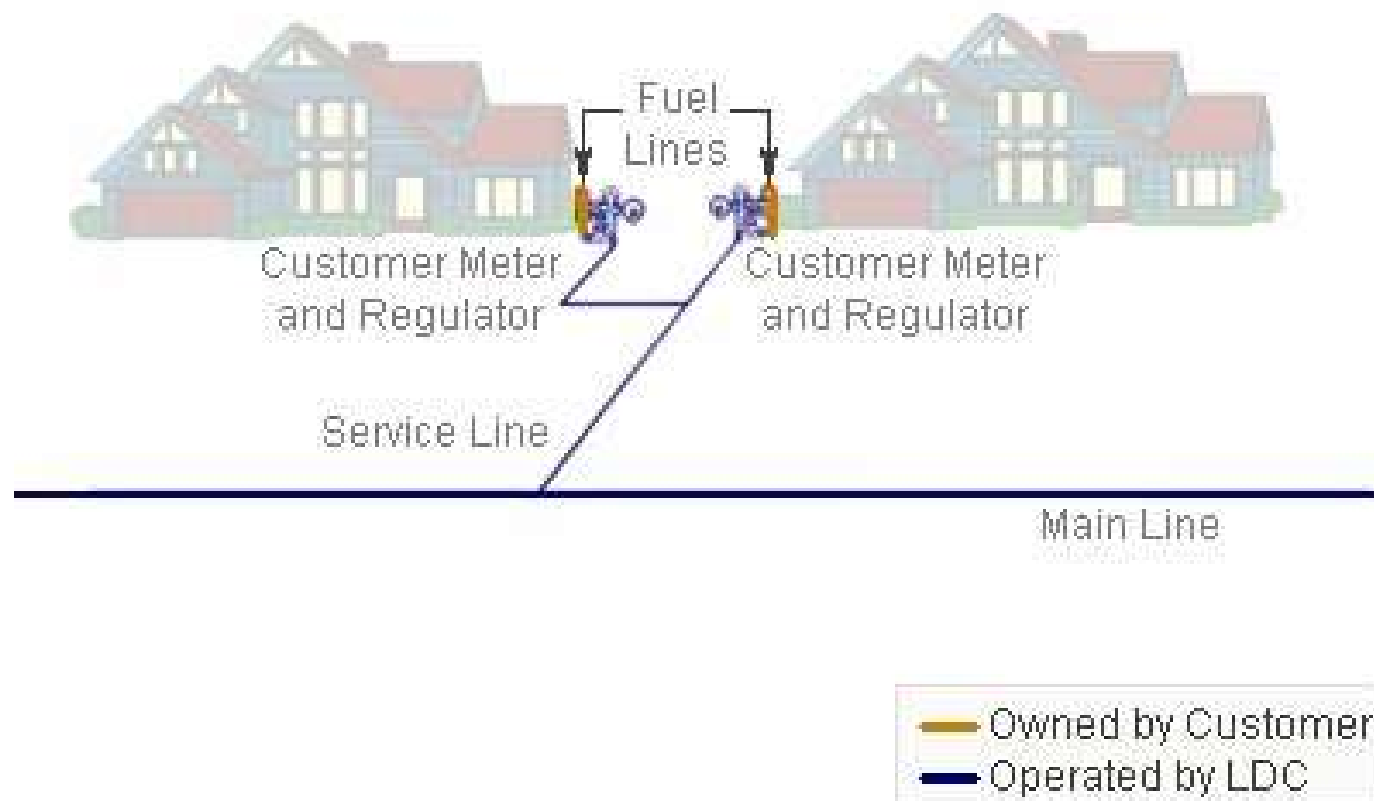 Fuel
Lines
Customer Meter
and Regulator
Customer Meter
and Regulator
Service Line
Main Line
Owned by Customer
Operated by LDC